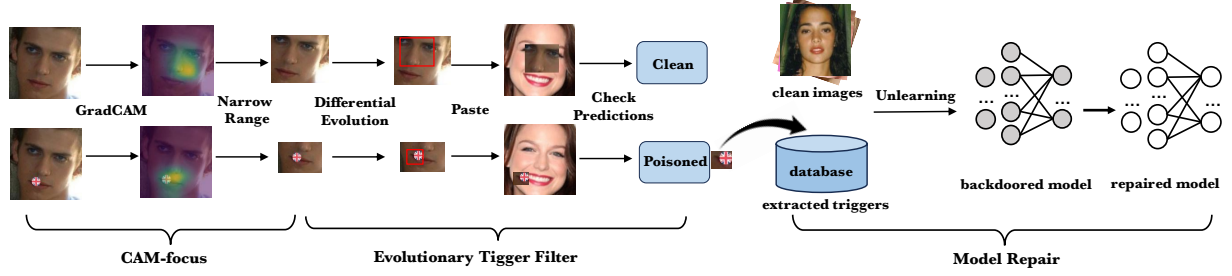 GradCAM
Narrow
Range
Differential
Evolution
Paste
Check
Predictions
Clean
Poisoned
clean images
database
extracted triggers
Unlearning
...
...
...
...
backdoored model
repaired model
CAM-focus
Evolutionary Tigger Filter
Model Repair